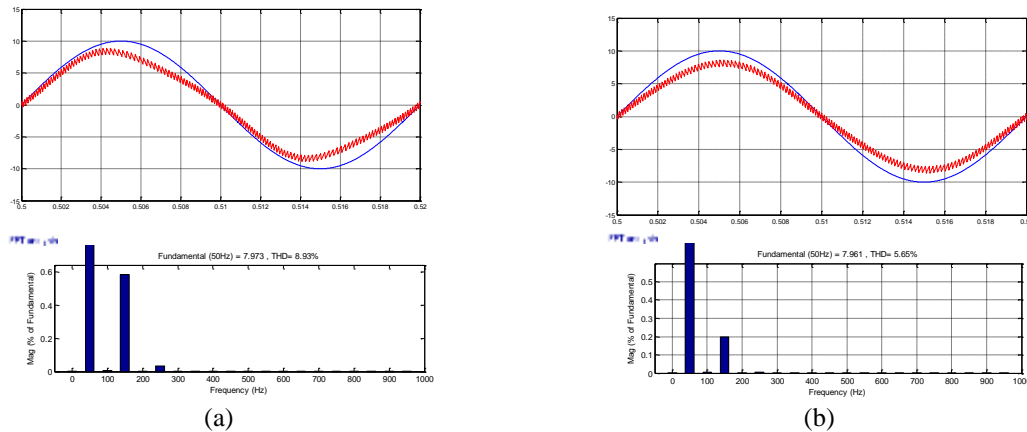 15
10
5
0
-5
-10
-15
0.5 0.502 0.504 0.506 0.508 0.51 0.512 0.514 0.516 0.518 0.52
Fundamental (50Hz) = 7.973 , THD= 8.93%
Mag (% of Fundamental)
0.6
0.4
0.2
0
0 100 200 300 400 500 600 700 800 900 1000
Frequency (Hz)
(a)
15
10
5
0
-5
-10
-15
0.5 0.502 0.504 0.506 0.508 0.51 0.512 0.514 0.516 0.518 0.5
Fundamental (50Hz) = 7.961 , THD= 5.65%
Mag (% of Fundamental)
0.5
0.4
0.3
0.2
0.1
0
0 100 200 300 400 500 600 700 800 900 100
Frequency (Hz)
(b)